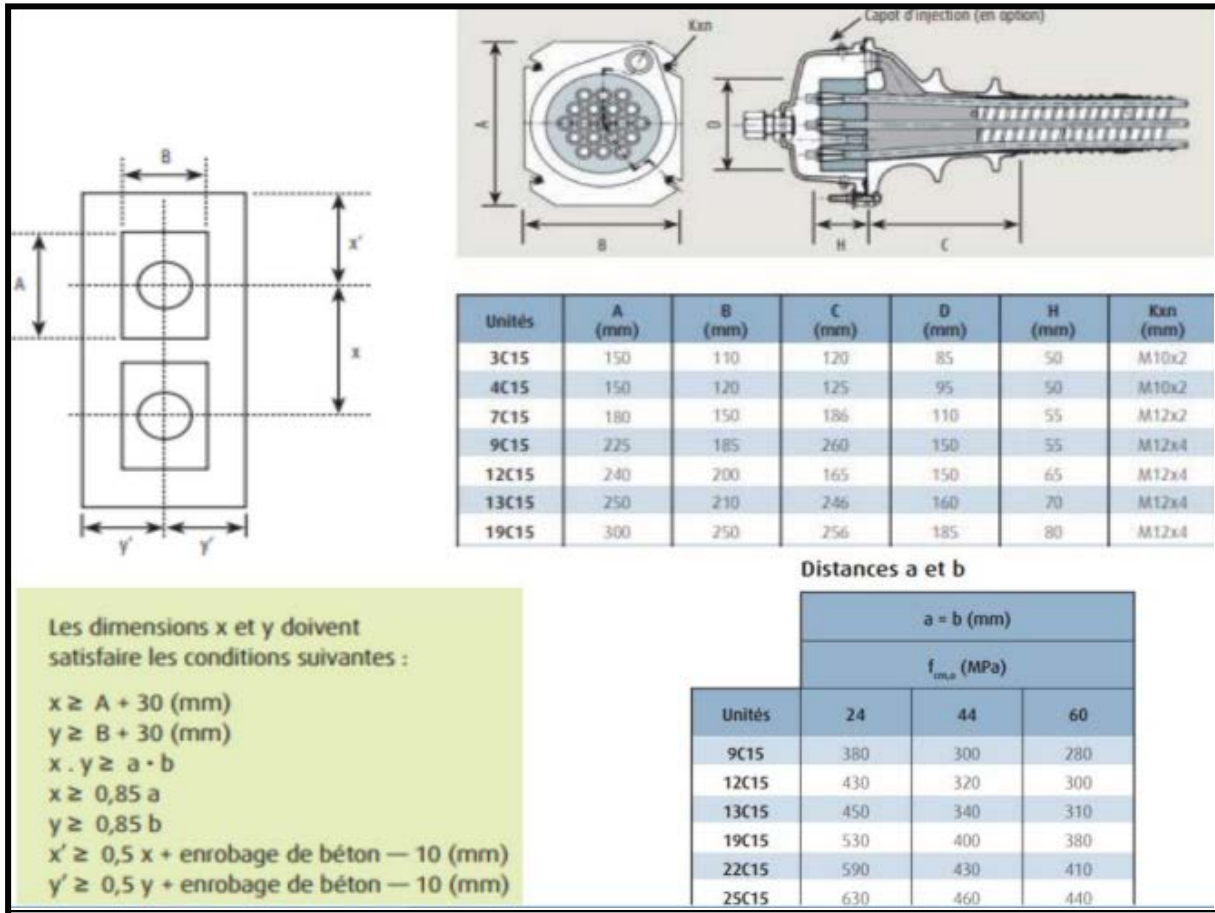 Capot d'injection (en option)
Kxn
A
B
D
H
C
B
A
x'
x
y'
y'
Unités A (mm) B (mm) C (mm) D (mm) H (mm) Kxn (mm)
3C15 150 110 120 85 50 M10x2
4C15 150 120 125 95 50 M10x2
7C15 180 150 186 110 55 M12x2
9C15 225 185 260 150 55 M12x4
12C15 240 200 165 150 65 M12x4
13C15 250 210 246 160 70 M12x4
19C15 300 250 256 185 80 M12x4
Les dimensions x et y doivent
satisfaire les conditions suivantes :
x ≥ A + 30 (mm)
y ≥ B + 30 (mm)
x . y ≥ a • b
x ≥ 0,85 a
y ≥ 0,85 b
x' ≥ 0,5 x + enrobage de béton — 10 (mm)
y' ≥ 0,5 y + enrobage de béton — 10 (mm)
Distances a et b
a = b (mm)
fcm,o (MPa)
Unités 24 44 60
9C15 380 300 280
12C15 430 320 300
13C15 450 340 310
19C15 530 400 380
22C15 590 430 410
25C15 630 460 440